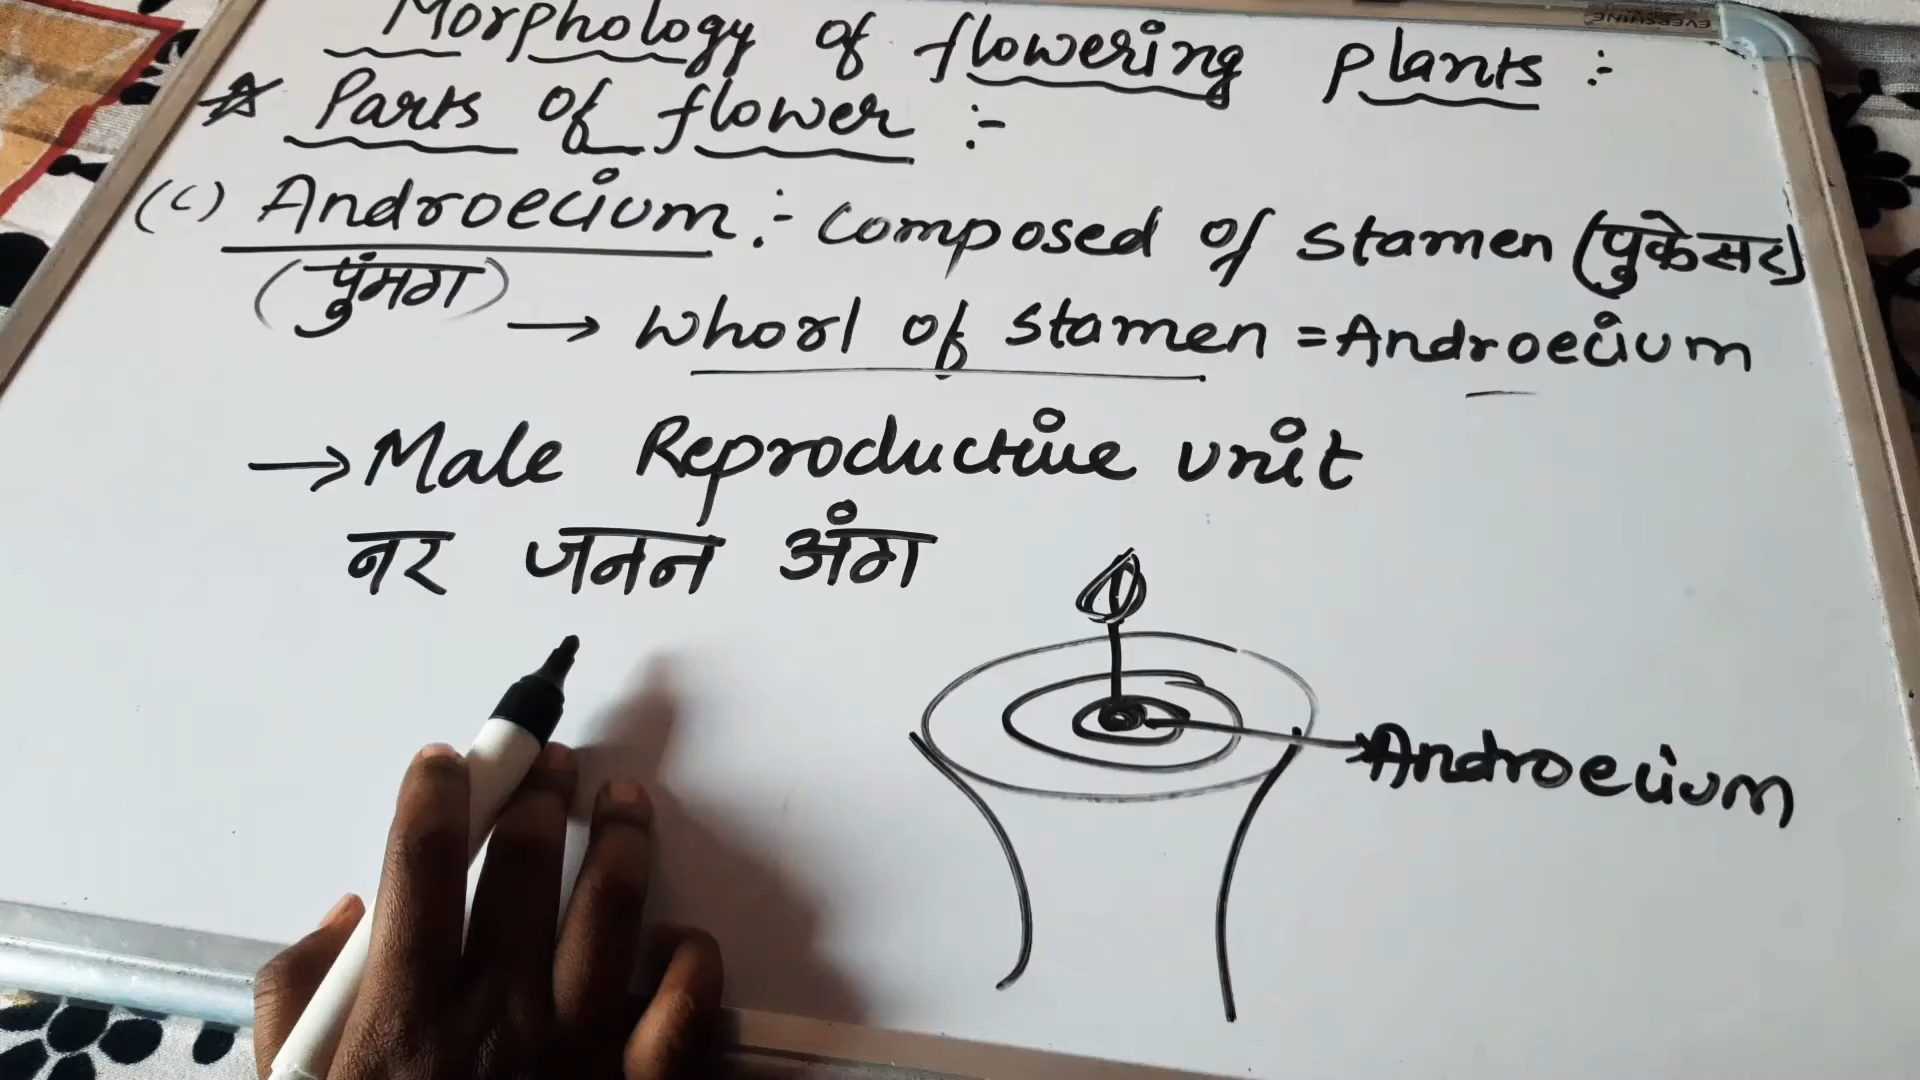 EVERSHINE
Morphology of flowering plants :-
☆ Parts of flower :-
(C) Androecium :- composed of stamen (पुकेसर)
(पुंमग)
→ whorl of stamen = Androecium
→ Male Reproductive unit
नर जनन अंग
Androecium